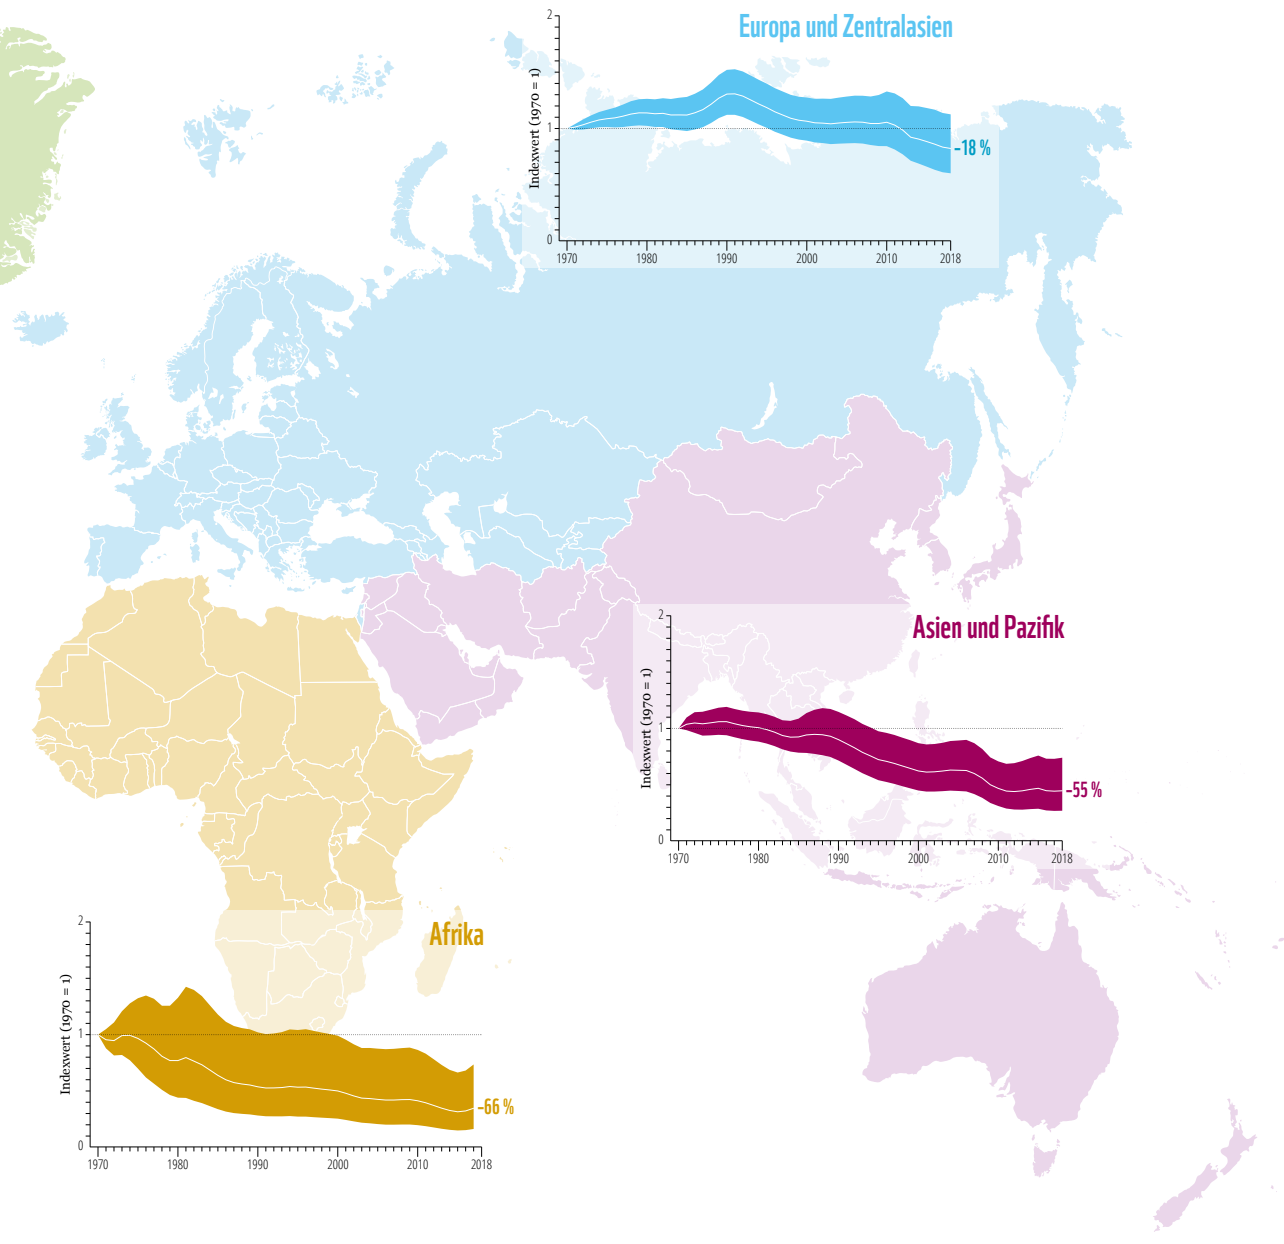 Europa und Zentralasien
Indexwert (1970 = 1)
2
1
0
–18 %
1970 1980 1990 2000 2010 2018
Asien und Pazifik
Indexwert (1970 = 1)
2
1
0
–55 %
1970 1980 1990 2000 2010 2018
Afrika
Indexwert (1970 = 1)
2
1
0
–66 %
1970 1980 1990 2000 2010 2018